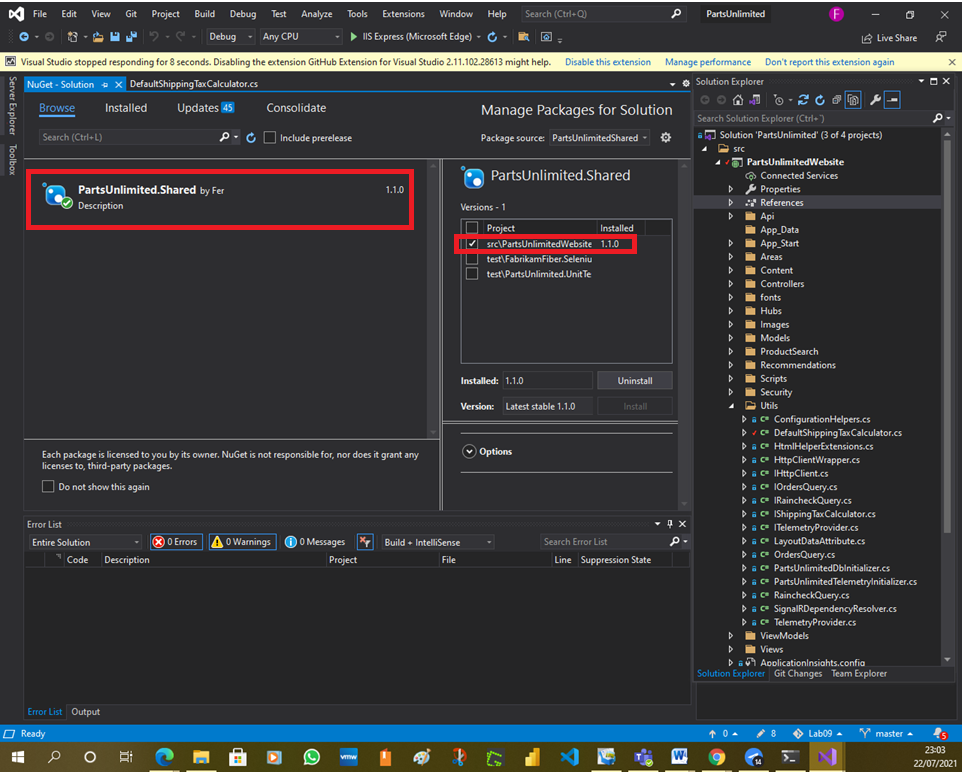 File Edit View Git Project Build Debug Test Analyze Tools Extensions Window Help Search (Ctrl+Q) PartsUnlimited F
Debug Any CPU IIS Express (Microsoft Edge) Live Share
Visual Studio stopped responding for 8 seconds. Disabling the extension GitHub Extension for Visual Studio 2.11.102.28613 might help. Disable this extension Manage performance Don't report this extension again
Server Explorer
Toolbox
NuGet - Solution DefaultShippingTaxCalculator.cs
Browse Installed Updates 45 Consolidate
Manage Packages for Solution
Search (Ctrl+L) Include prerelease
Package source: PartsUnlimitedShared
PartsUnlimited.Shared by Fer 1.1.0
Description
PartsUnlimited.Shared
Versions - 1
Project Installed
src\PartsUnlimitedWebsite 1.1.0
test\FabrikamFiber.Seleniu
test\PartsUnlimited.UnitTe
Installed: 1.1.0 Uninstall
Version: Latest stable 1.1.0 Install
Options
Each package is licensed to you by its owner. NuGet is not responsible for, nor does it grant any
licenses to, third-party packages.
Do not show this again
Solution Explorer
Search Solution Explorer (Ctrl+¨)
Solution 'PartsUnlimited' (3 of 4 projects)
src
PartsUnlimitedWebsite
Connected Services
Properties
References
Api
App_Data
App_Start
Areas
Content
Controllers
fonts
Hubs
Images
Models
ProductSearch
Recommendations
Scripts
Security
Utils
C# ConfigurationHelpers.cs
C# DefaultShippingTaxCalculator.cs
C# HtmlHelperExtensions.cs
C# HttpClientWrapper.cs
C# IHttpClient.cs
C# IOrdersQuery.cs
C# IRaincheckQuery.cs
C# IShippingTaxCalculator.cs
C# ITelemetryProvider.cs
C# LayoutDataAttribute.cs
C# OrdersQuery.cs
C# PartsUnlimitedDbInitializer.cs
C# PartsUnlimitedTelemetryInitializer.cs
C# RaincheckQuery.cs
C# SignalRDependencyResolver.cs
C# TelemetryProvider.cs
ViewModels
Views
ApplicationInsights.config
Solution Explorer Git Changes Team Explorer
Error List
Entire Solution 0 Errors 0 Warnings 0 Messages Build + IntelliSense Search Error List
Code Description Project File Line Suppression State
Error List Output
Ready 0 8 Lab09 master 5
vmw 14 W
23:03
22/07/2021